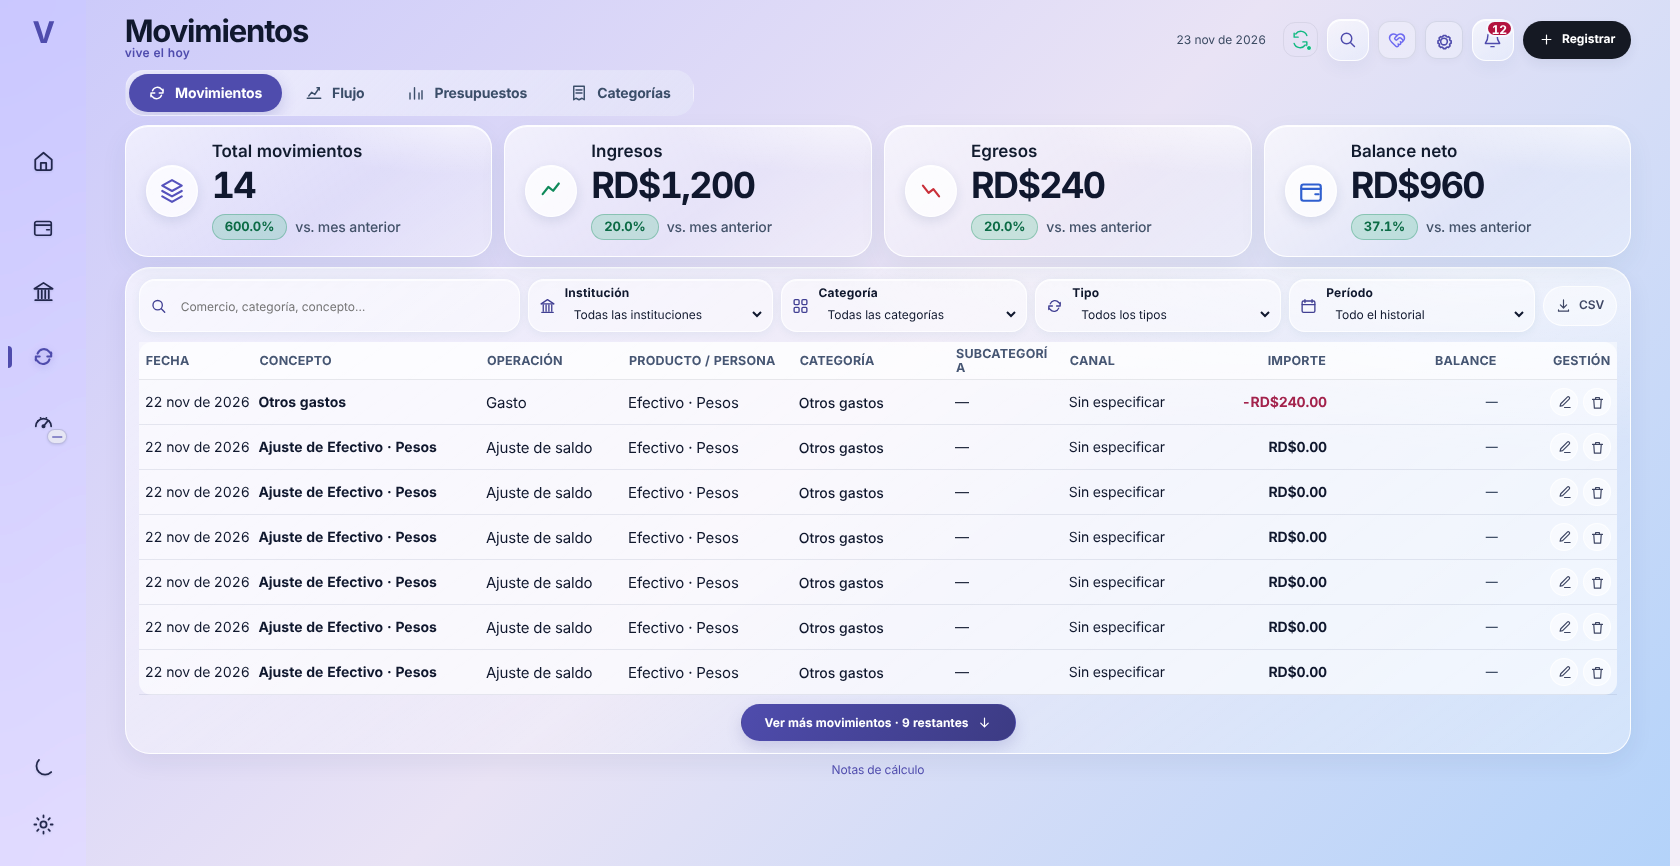 V
Movimientos
vive el hoy
23 nov de 2026
12
Registrar
Movimientos
Flujo
Presupuestos
Categorías
Total movimientos
14
600.0% vs. mes anterior
Ingresos
RD$1,200
20.0% vs. mes anterior
Egresos
RD$240
20.0% vs. mes anterior
Balance neto
RD$960
37.1% vs. mes anterior
Comercio, categoría, concepto...
Institución
Todas las instituciones
Categoría
Todas las categorías
Tipo
Todos los tipos
Período
Todo el historial
CSV
FECHA CONCEPTO OPERACIÓN PRODUCTO / PERSONA CATEGORÍA SUBCATEGORÍ
A CANAL IMPORTE BALANCE GESTIÓN
22 nov de 2026 Otros gastos Gasto Efectivo · Pesos Otros gastos — Sin especificar -RD$240.00 —
22 nov de 2026 Ajuste de Efectivo · Pesos Ajuste de saldo Efectivo · Pesos Otros gastos — Sin especificar RD$0.00 —
22 nov de 2026 Ajuste de Efectivo · Pesos Ajuste de saldo Efectivo · Pesos Otros gastos — Sin especificar RD$0.00 —
22 nov de 2026 Ajuste de Efectivo · Pesos Ajuste de saldo Efectivo · Pesos Otros gastos — Sin especificar RD$0.00 —
22 nov de 2026 Ajuste de Efectivo · Pesos Ajuste de saldo Efectivo · Pesos Otros gastos — Sin especificar RD$0.00 —
22 nov de 2026 Ajuste de Efectivo · Pesos Ajuste de saldo Efectivo · Pesos Otros gastos — Sin especificar RD$0.00 —
22 nov de 2026 Ajuste de Efectivo · Pesos Ajuste de saldo Efectivo · Pesos Otros gastos — Sin especificar RD$0.00 —
Ver más movimientos · 9 restantes
Notas de cálculo